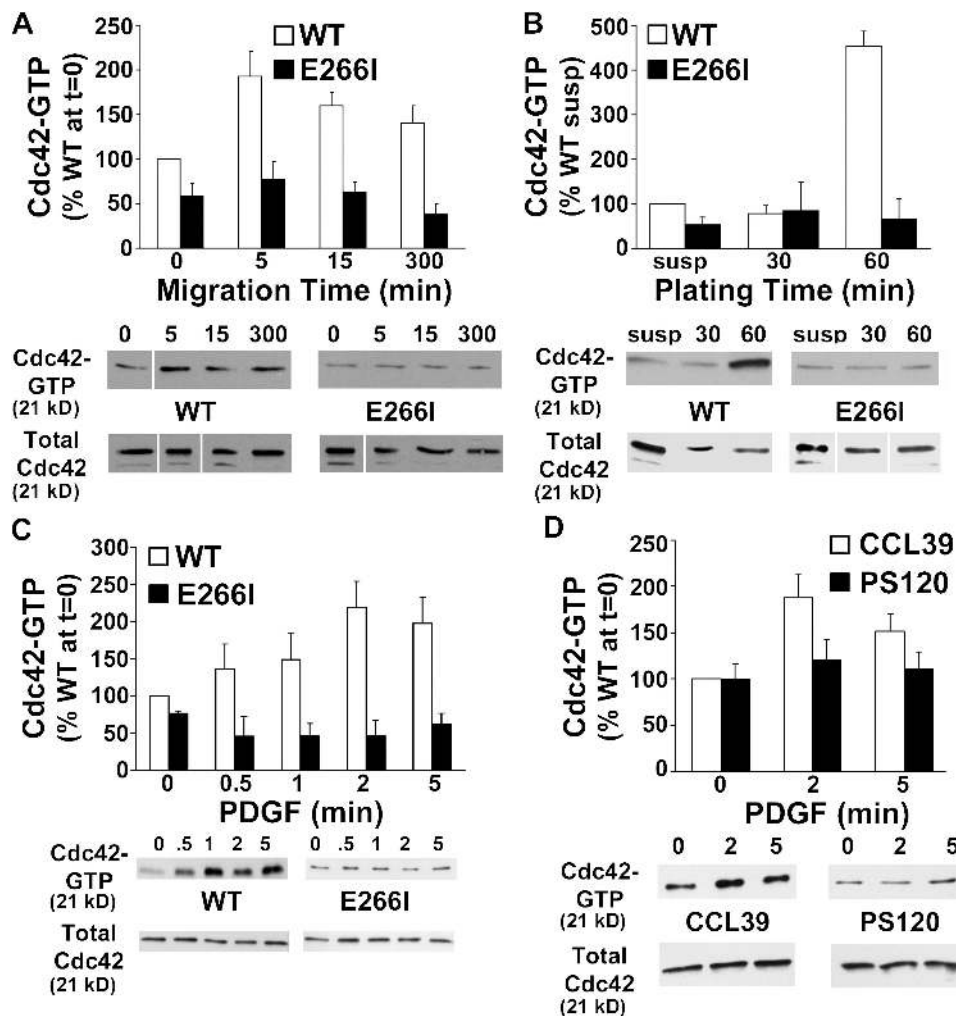 A
Cdc42-GTP
(% WT at t=0)
250
200
150
100
50
0
WT
E266I
0 5 15 300
Migration Time (min)
0 5 15 300 0 5 15 300
Cdc42-
GTP
(21 kD)
WT E266I
Total
Cdc42
(21 kD)
B
Cdc42-GTP
(% WT susp)
500
400
300
200
100
0
WT
E266I
susp 30 60
Plating Time (min)
susp 30 60 susp 30 60
Cdc42-
GTP
(21 kD)
WT E266I
Total
Cdc42
(21 kD)
C
Cdc42-GTP
(% WT at t=0)
300
250
200
150
100
50
0
WT
E266I
0 0.5 1 2 5
PDGF (min)
0 .5 1 2 5 0 .5 1 2 5
Cdc42-
GTP
(21 kD)
WT E266I
Total
Cdc42
(21 kD)
D
Cdc42-GTP
(% WT at t=0)
250
200
150
100
50
0
CCL39
PS120
0 2 5
PDGF (min)
0 2 5 0 2 5
Cdc42-
GTP
(21 kD)
CCL39 PS120
Total
Cdc42
(21 kD)